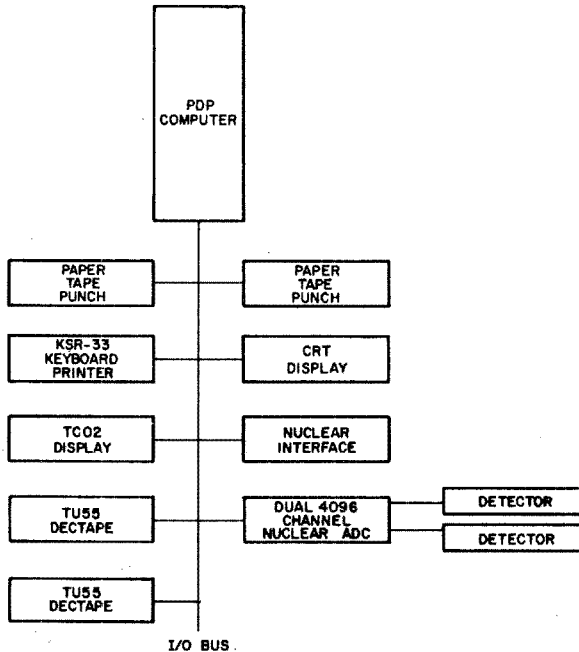 PDP
COMPUTER
PAPER
TAPE
PUNCH
PAPER
TAPE
PUNCH
KSR-33
KEYBOARD
PRINTER
CRT
DISPLAY
TC02
DISPLAY
NUCLEAR
INTERFACE
TU55
DECTAPE
DUAL 4096
CHANNEL
NUCLEAR ADC
DETECTOR
DETECTOR
TU55
DECTAPE
I/O BUS